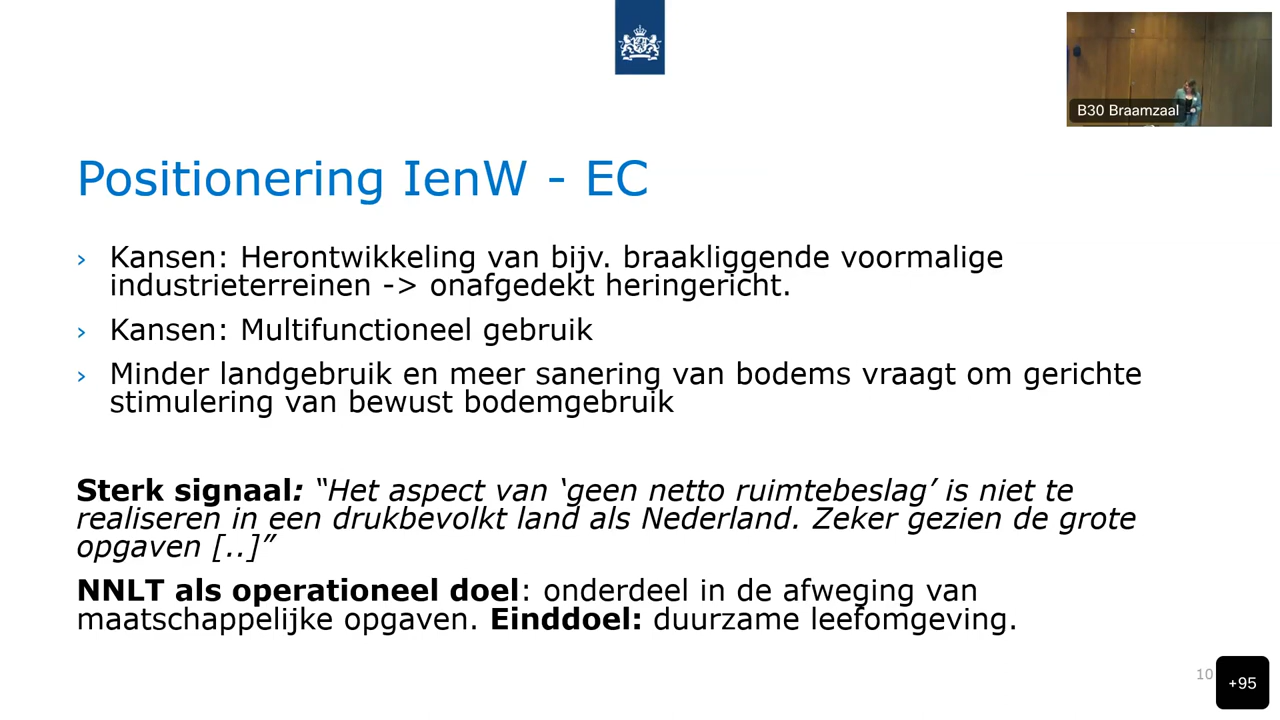 B30 Braamzaal
Positionering IenW - EC
› Kansen: Herontwikkeling van bijv. braakliggende voormalige
industrieterreinen -> onafgedekt heringericht.
› Kansen: Multifunctioneel gebruik
› Minder landgebruik en meer sanering van bodems vraagt om gerichte
stimulering van bewust bodemgebruik
Sterk signaal: “Het aspect van ‘geen netto ruimtebeslag’ is niet te
realiseren in een drukbevolkt land als Nederland. Zeker gezien de grote
opgaven [..]”
NNLT als operationeel doel: onderdeel in de afweging van
maatschappelijke opgaven. Einddoel: duurzame leefomgeving.
10
+95